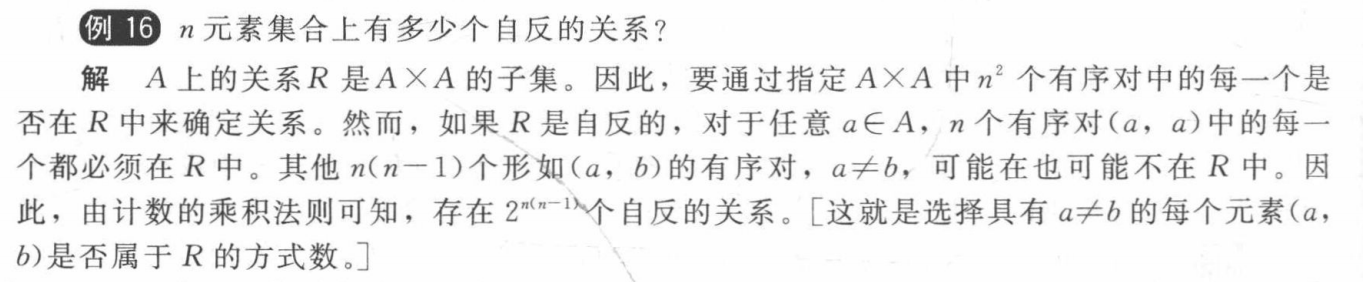 例 16 n 元素集合上有多少个自反的关系？
解 A 上的关系 R 是 A×A 的子集。因此，要通过指定 A×A 中 n² 个有序对中的每一个是
否在 R 中来确定关系。然而，如果 R 是自反的，对于任意 a∈A，n 个有序对(a，a)中的每一
个都必须在 R 中。其他 n(n－1)个形如(a，b)的有序对，a≠b，可能在也可能不在 R 中。因
此，由计数的乘积法则可知，存在 2ⁿ⁽ⁿ⁻¹⁾个自反的关系。[这就是选择具有 a≠b 的每个元素(a，
b)是否属于 R 的方式数。]